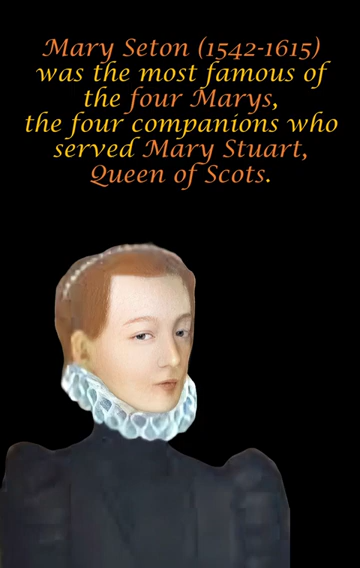 Mary Seton (1542-1615)
was the most famous of
the four Marys,
the four companions who
served Mary Stuart,
Queen of Scots.